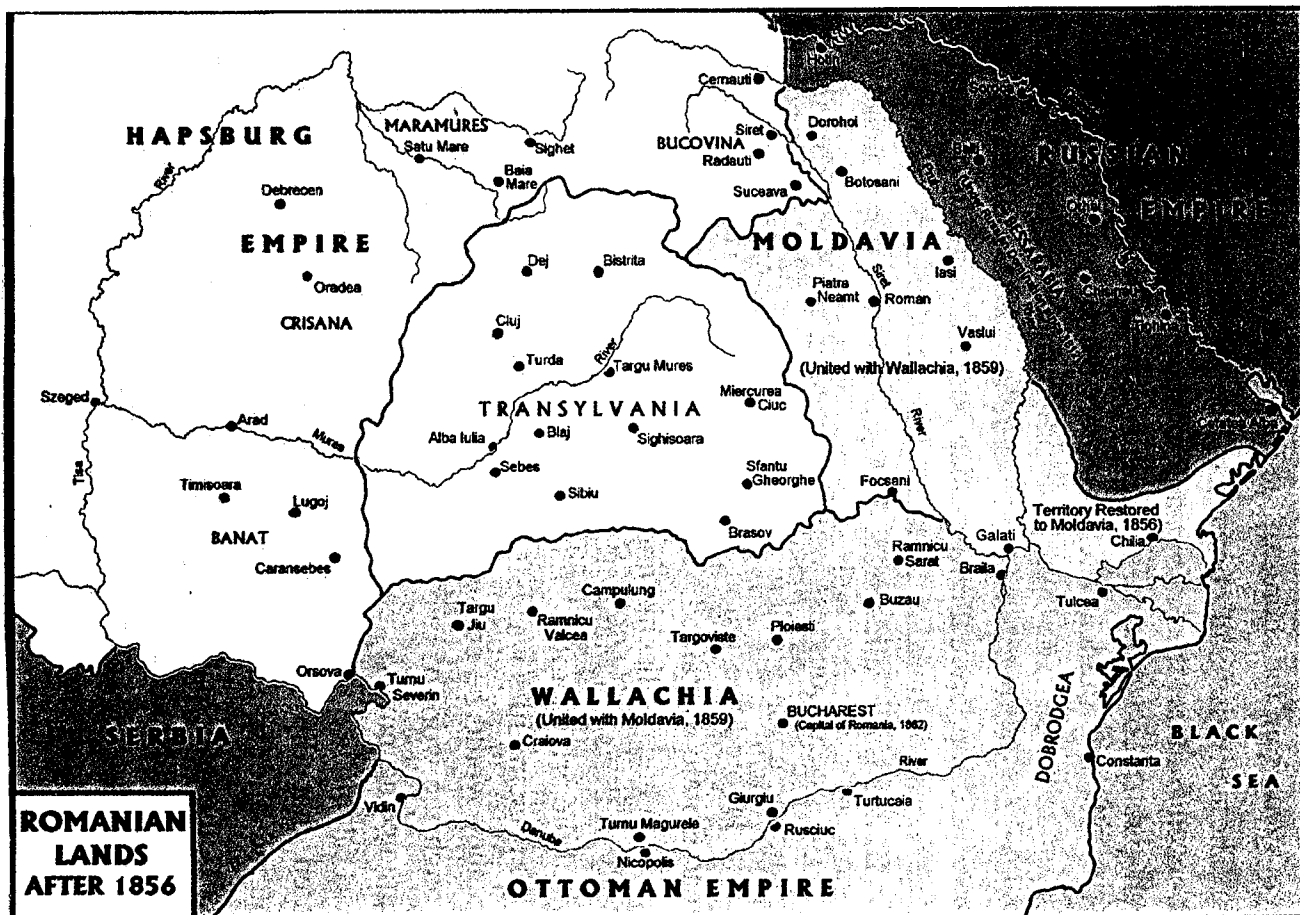 HAPSBURG
EMPIRE
River
Debrecen
Oradea
CRISANA
MARAMURES
Satu Mare
Sighet
Baia
Mare
Cernauti
Siret
BUCOVINA
Radauti
Suceava
Hotin
Dorohoi
Botosani
RUSSIAN
EMPIRE
BESSARABIA
MOLDAVIA
Iasi
Siret
Piatra
Neamt
Roman
Vaslui
(United with Wallachia, 1859)
River
Dej
Bistrita
Cluj
Turda
River
Targu Mures
Miercurea
Ciuc
TRANSYLVANIA
Alba Iulia
Blaj
Sighisoara
Sebes
Sibiu
Sfantu
Gheorghe
Brasov
Focsani
Szeged
Arad
Mures
Tisa
Timisoara
Lugoj
BANAT
Caransebes
Territory Restored
to Moldavia, 1856)
Chilia
Galati
Ramnicu
Sarat
Braila
Tulcea
Campulung
Buzau
Targu
Jiu
Ramnicu
Valcea
Targoviste
Ploiesti
Orsova
Turnu
Severin
WALLACHIA
(United with Moldavia, 1859)
BUCHAREST
(Capital of Romania, 1862)
SERBIA
Craiova
DOBRODGEA
BLACK
SEA
Constanta
River
Vidin
Giurgiu
Turtucaia
Danube
Turnu Magurele
Rusciuc
Nicopolis
OTTOMAN EMPIRE
ROMANIAN
LANDS
AFTER 1856